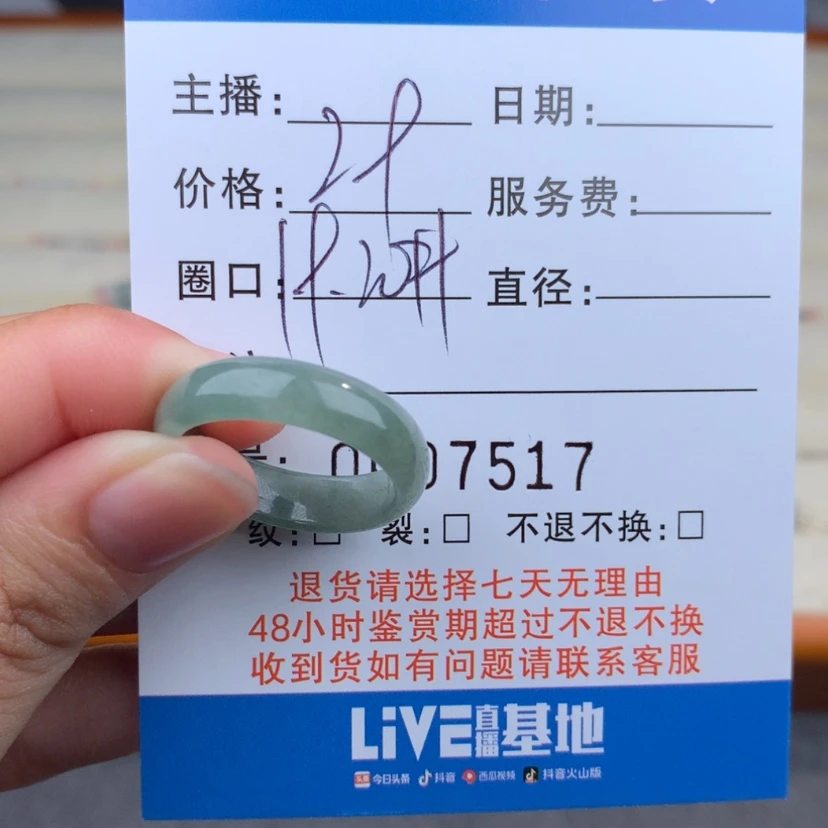 主播: 日期:
价格: 29 服务费:
圈口: 直径:
7517
纹:□ 裂:□ 不退不换:□
退货请选择七天无理由
48小时鉴赏期超过不退不换
收到货如有问题请联系客服
LiVE直播基地
今日头条 抖音 西瓜视频 抖音火山版